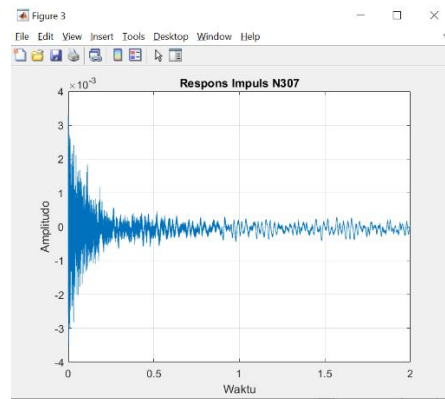 Figure 3
File Edit View Insert Tools Desktop Window Help
×10⁻³
Respons Impuls N307
4
3
2
1
0
-1
-2
-3
-4
Amplitudo
0 0.5 1 1.5 2
Waktu